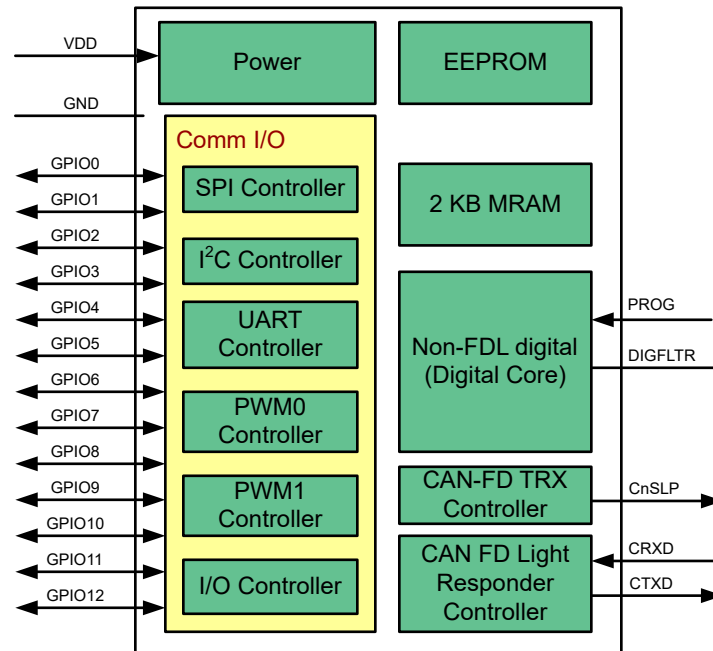 VDD
GND
GPIO0
GPIO1
GPIO2
GPIO3
GPIO4
GPIO5
GPIO6
GPIO7
GPIO8
GPIO9
GPIO10
GPIO11
GPIO12
Power
Comm I/O
SPI Controller
I²C Controller
UART
Controller
PWM0
Controller
PWM1
Controller
I/O Controller
EEPROM
2 KB MRAM
Non-FDL digital
(Digital Core)
CAN-FD TRX
Controller
CAN FD Light
Responder
Controller
PROG
DIGFLTR
CnSLP
CRXD
CTXD